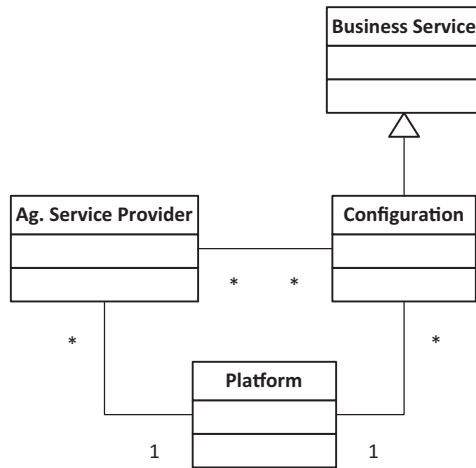 Business Service
Ag. Service Provider
Configuration
* *
* *
Platform
1 1